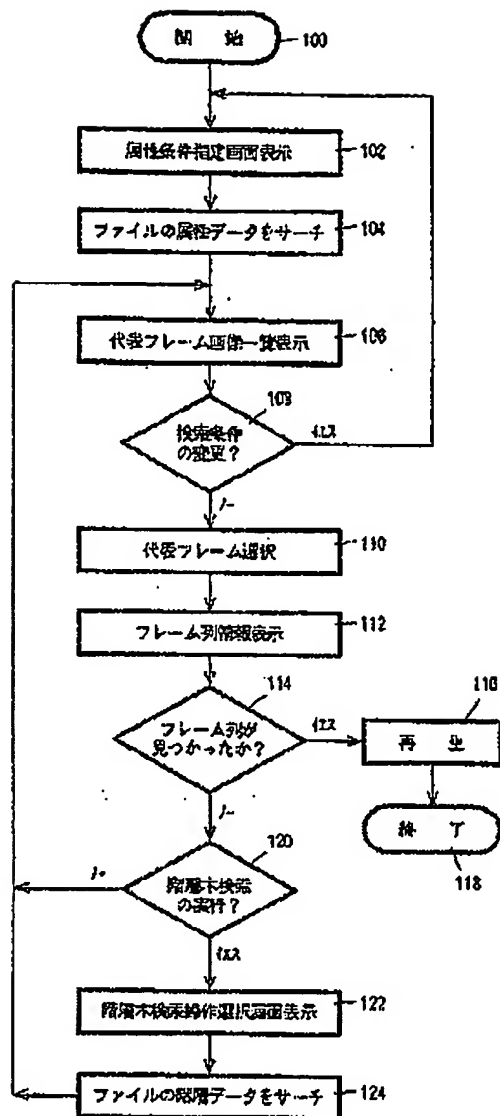 開 始
100
属性条件指定画面表示
102
ファイルの属性データをサーチ
104
代表フレーム画像一覧表示
106
108
検索条件
の変更?
イエス
ノー
代表フレーム選択
110
フレーム列情報表示
112
114
フレーム列が
見つかったか?
イエス
116
再 生
ノー
終 了
118
120
階層木検索
の実行?
ノー
イエス
階層木検索操作選択画面表示
122
ファイルの階層データをサーチ
124